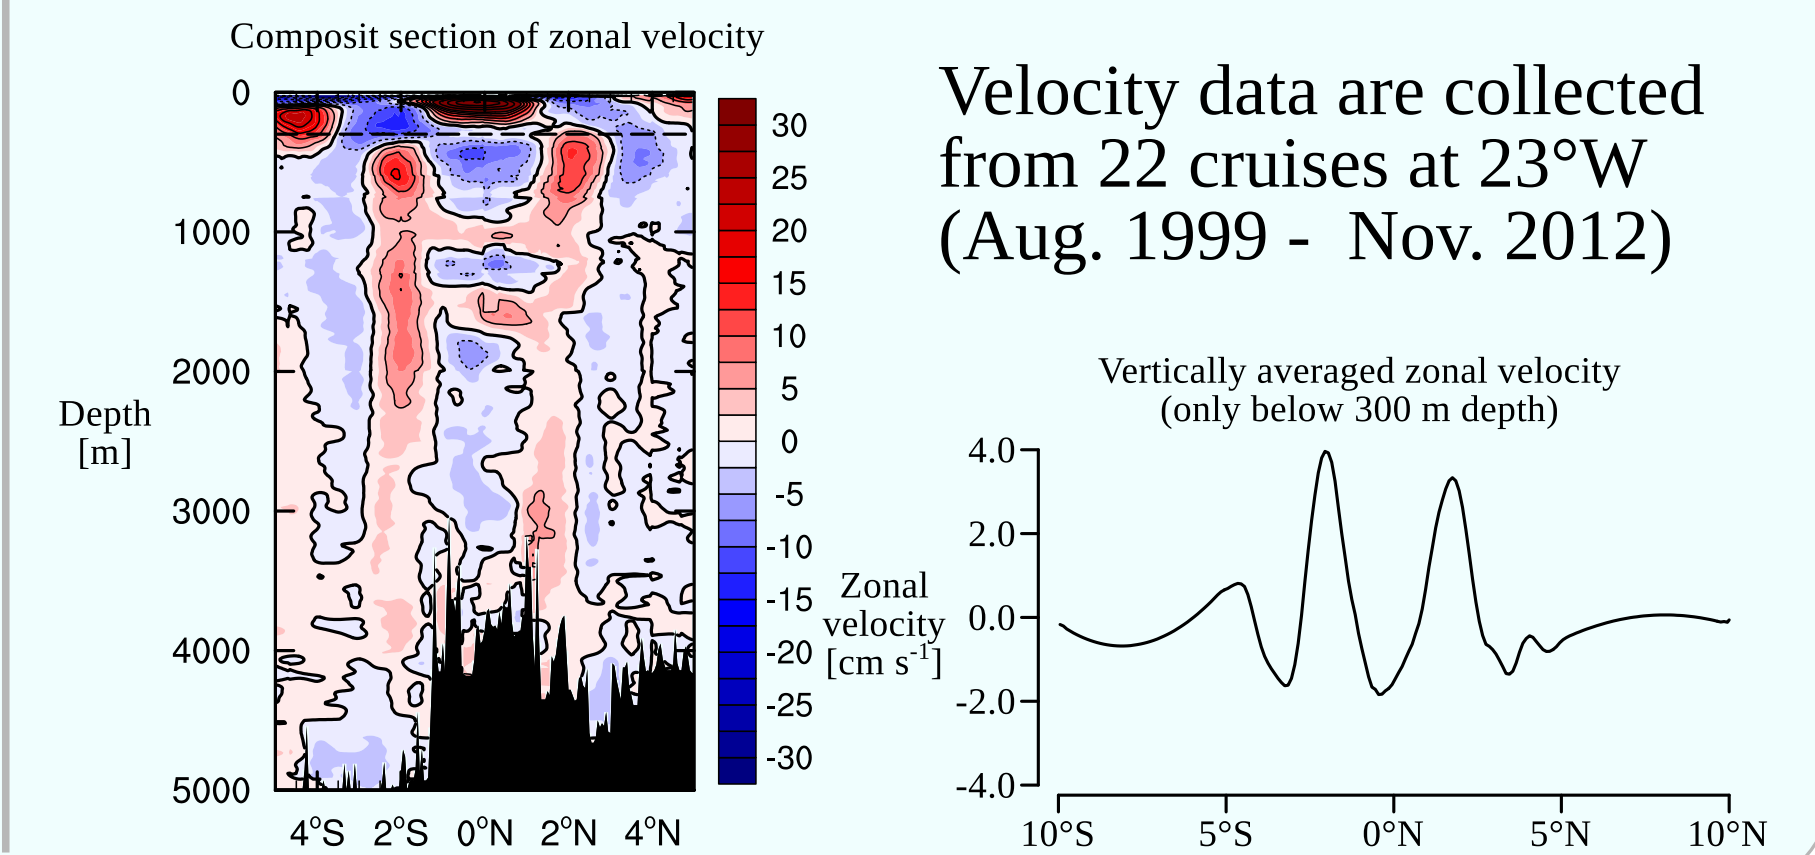 Composit section of zonal velocity
0
1000
2000
3000
4000
5000
Depth
[m]
4°S 2°S 0°N 2°N 4°N
30
25
20
15
10
5
0
-5
-10
-15
-20
-25
-30
Zonal
velocity
[cm s-1]
Velocity data are collected
from 22 cruises at 23°W
(Aug. 1999 - Nov. 2012)
Vertically averaged zonal velocity
(only below 300 m depth)
4.0
2.0
0.0
-2.0
-4.0
10°S 5°S 0°N 5°N 10°N